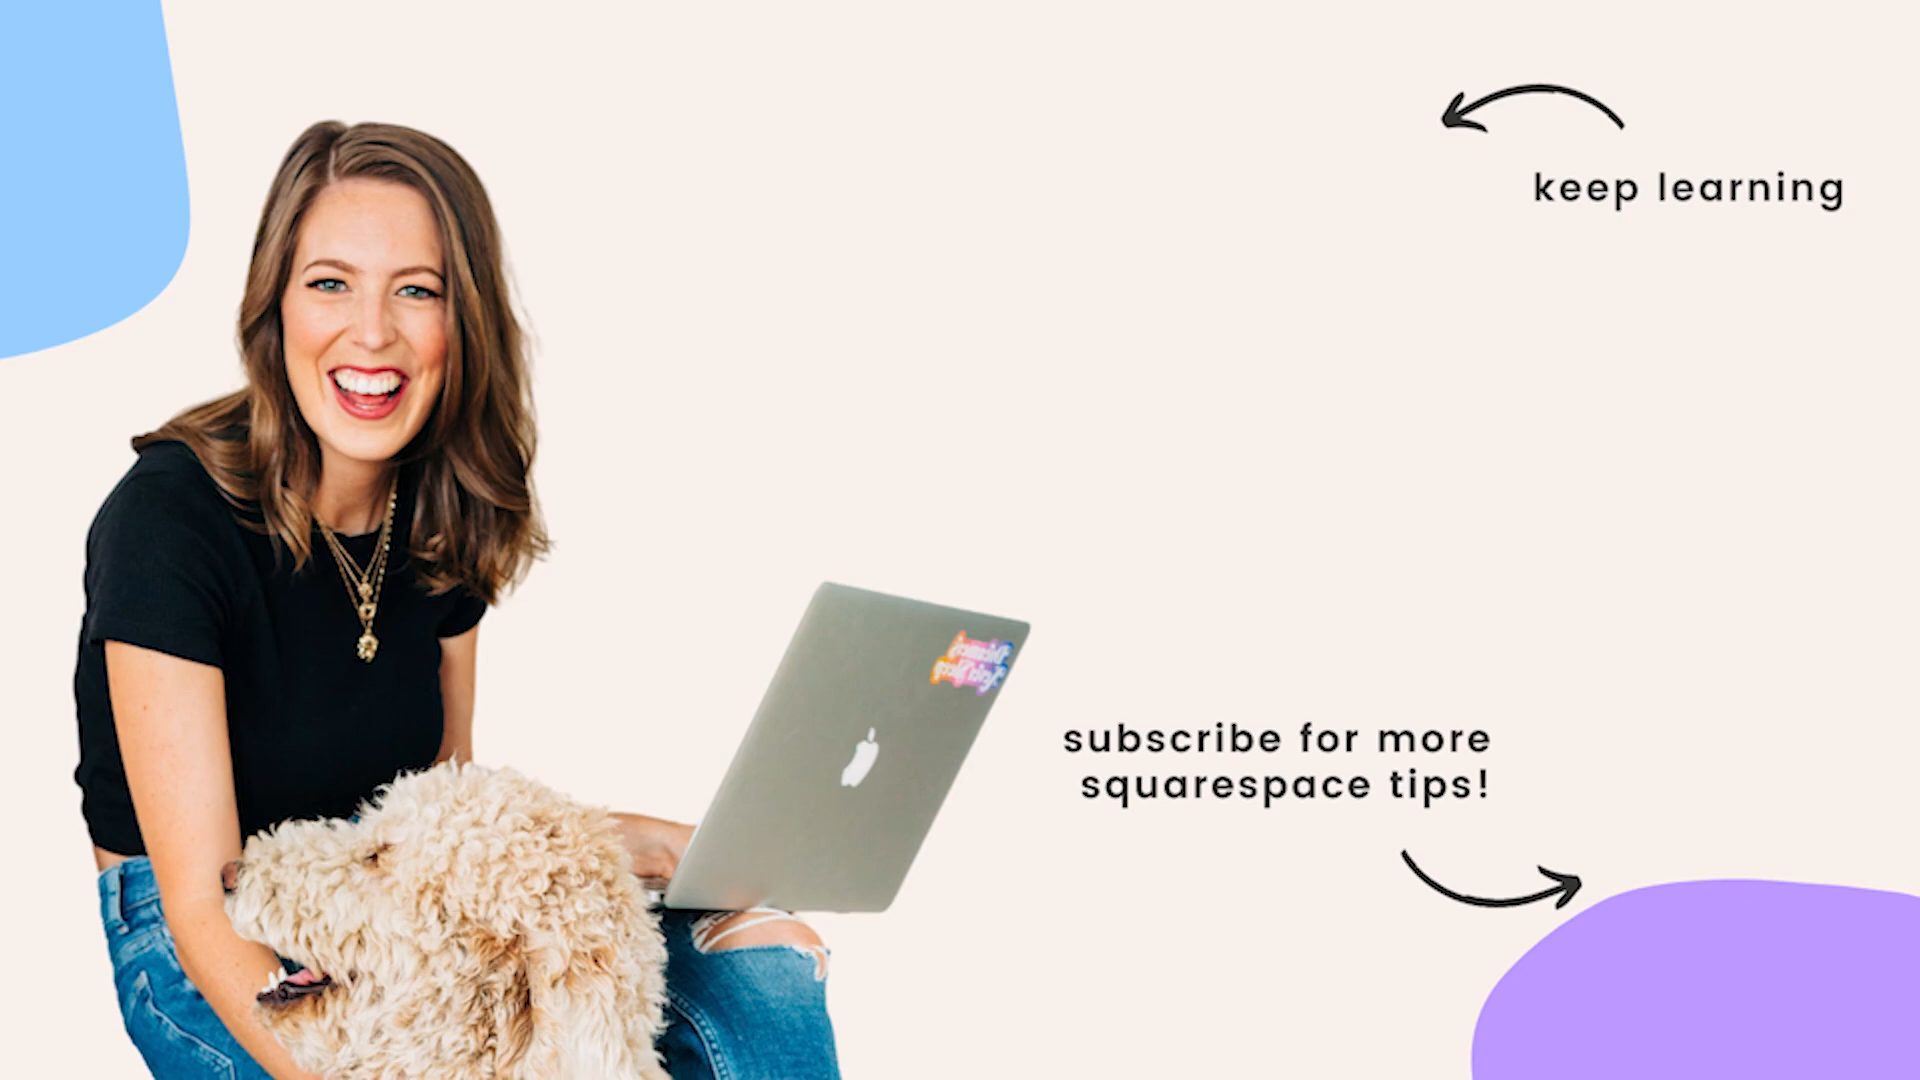 keep learning
subscribe for more
squarespace tips!